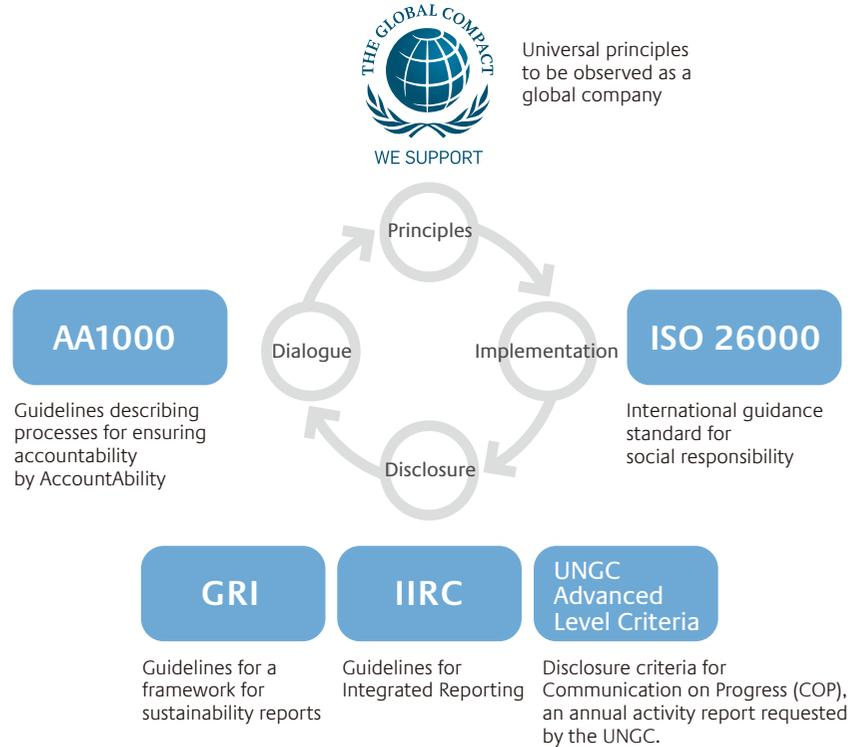 THE GLOBAL COMPACT
WE SUPPORT
Universal principles
to be observed as a
global company
Principles
AA1000
Guidelines describing
processes for ensuring
accountability
by AccountAbility
Dialogue
Implementation
ISO 26000
International guidance
standard for
social responsibility
Disclosure
GRI
Guidelines for a
framework for
sustainability reports
IIRC
Guidelines for
Integrated Reporting
UNGC
Advanced
Level Criteria
Disclosure criteria for
Communication on Progress (COP),
an annual activity report requested
by the UNGC.